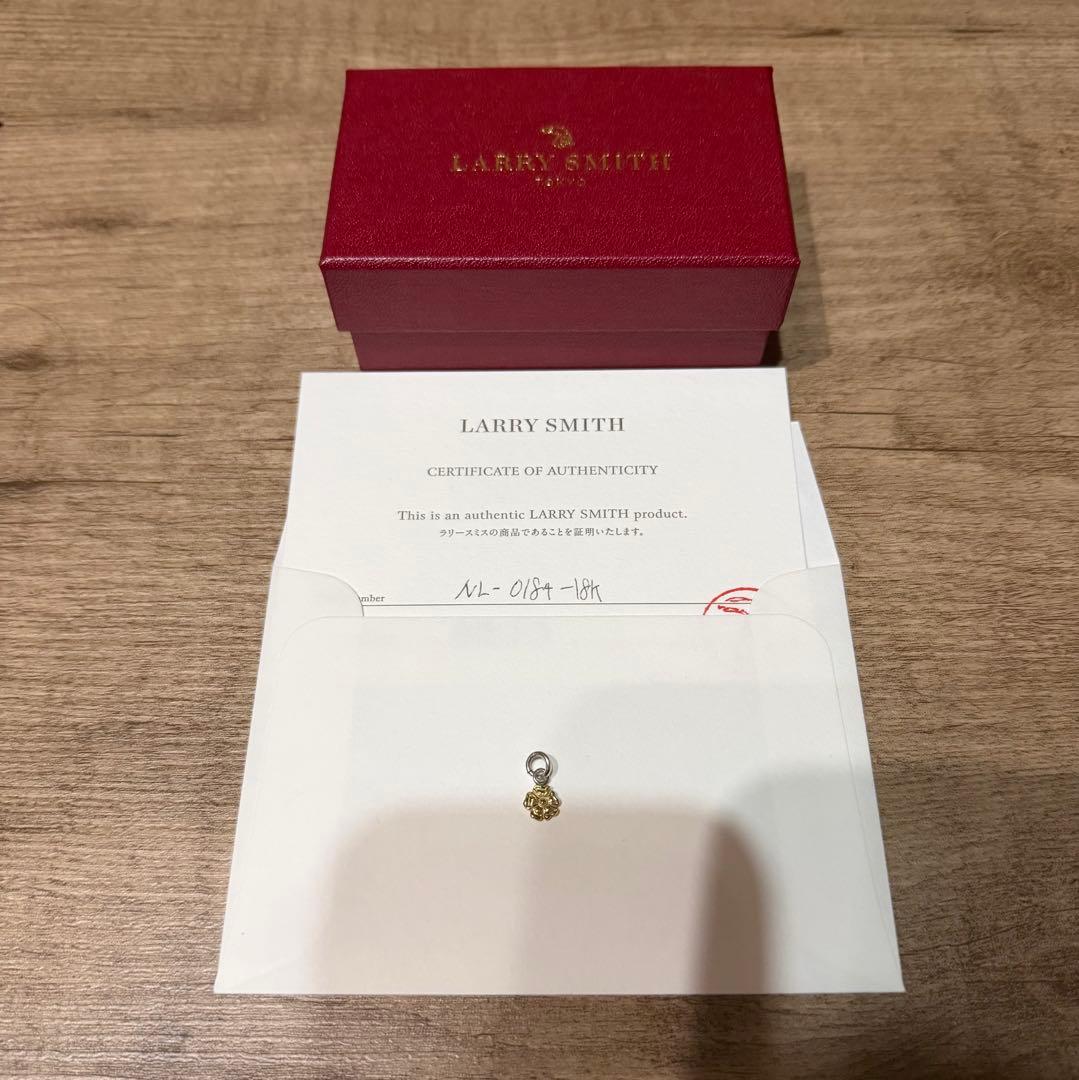 LARRY SMITH
TOKYO
LARRY SMITH
CERTIFICATE OF AUTHENTICITY
This is an authentic LARRY SMITH product.
ラリースミスの商品であることを証明いたします。
mber NL-0184-18K